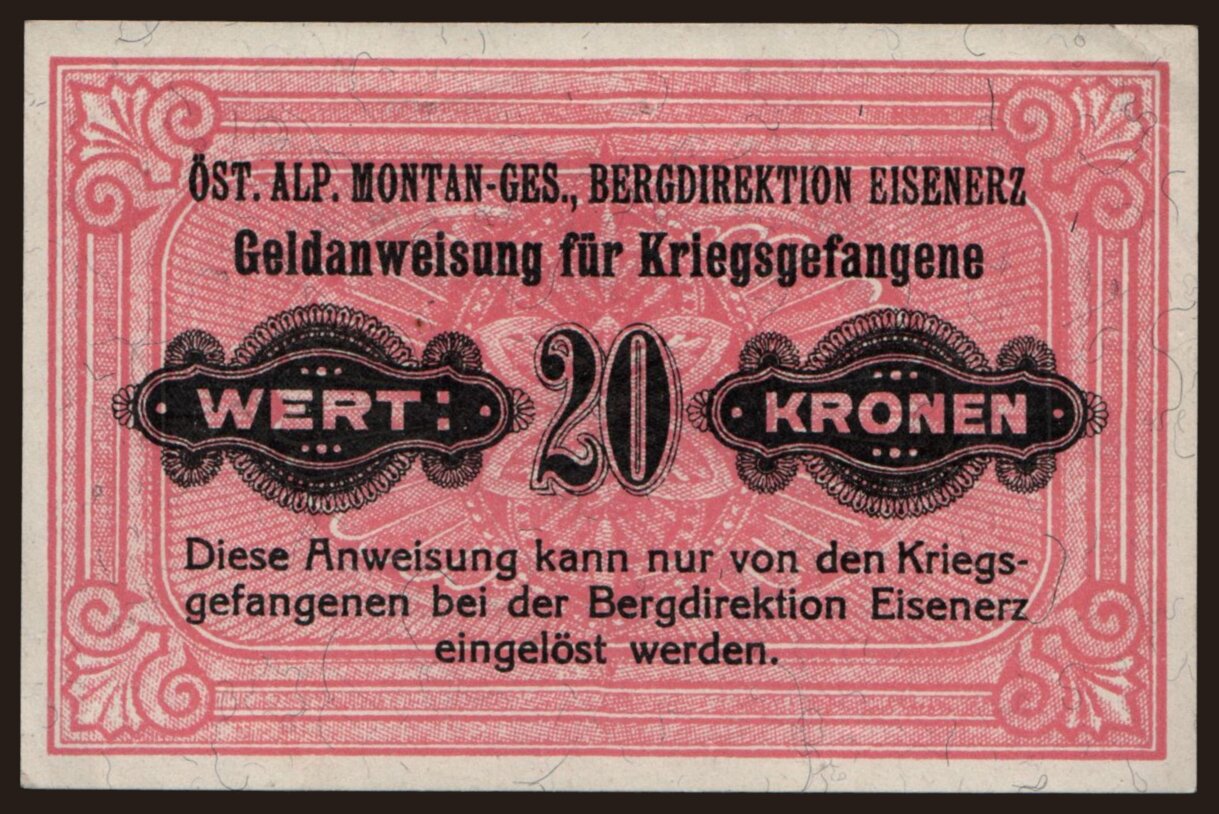 ÖST. ALP. MONTAN-GES., BERGDIREKTION EISENERZ
Geldanweisung für Kriegsgefangene
WERT: 20 KRONEN
Diese Anweisung kann nur von den Kriegs-
gefangenen bei der Bergdirektion Eisenerz
eingelöst werden.